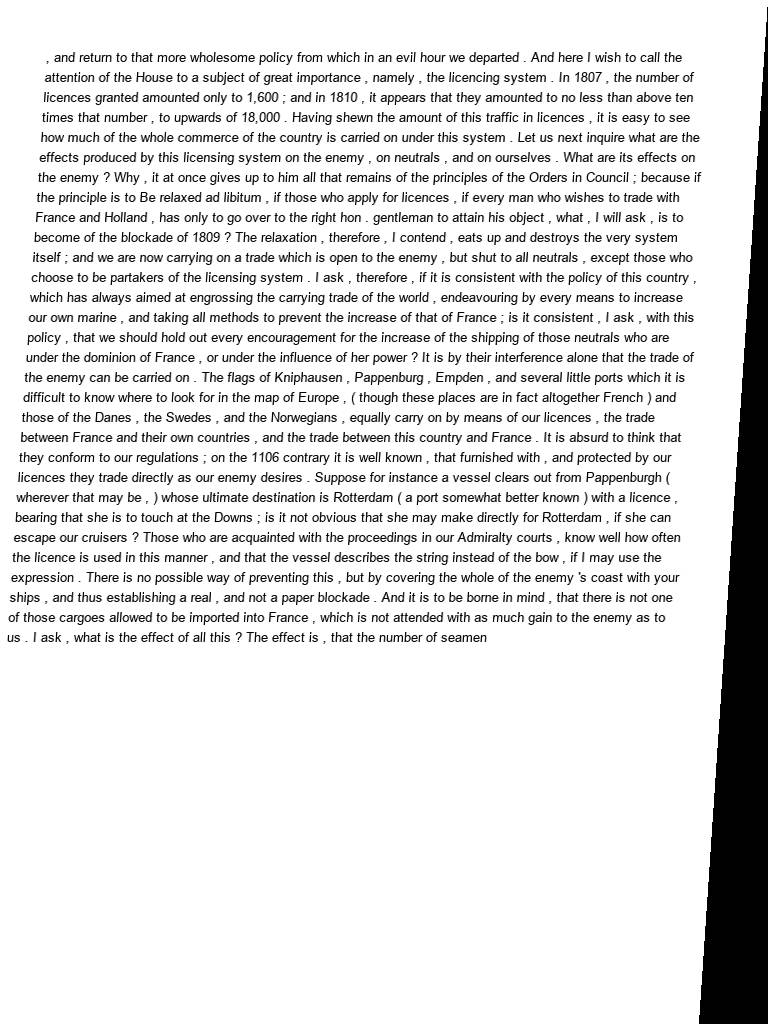 , and return to that more wholesome policy from which in an evil hour we departed . And here I wish to call the
attention of the House to a subject of great importance , namely , the licencing system . In 1807 , the number of
licences granted amounted only to 1,600 ; and in 1810 , it appears that they amounted to no less than above ten
times that number , to upwards of 18,000 . Having shewn the amount of this traffic in licences , it is easy to see
how much of the whole commerce of the country is carried on under this system . Let us next inquire what are the
effects produced by this licensing system on the enemy , on neutrals , and on ourselves . What are its effects on
the enemy ? Why , it at once gives up to him all that remains of the principles of the Orders in Council ; because if
the principle is to Be relaxed ad libitum , if those who apply for licences , if every man who wishes to trade with
France and Holland , has only to go over to the right hon . gentleman to attain his object , what , I will ask , is to
become of the blockade of 1809 ? The relaxation , therefore , I contend , eats up and destroys the very system
itself ; and we are now carrying on a trade which is open to the enemy , but shut to all neutrals , except those who
choose to be partakers of the licensing system . I ask , therefore , if it is consistent with the policy of this country ,
which has always aimed at engrossing the carrying trade of the world , endeavouring by every means to increase
our own marine , and taking all methods to prevent the increase of that of France ; is it consistent , I ask , with this
policy , that we should hold out every encouragement for the increase of the shipping of those neutrals who are
under the dominion of France , or under the influence of her power ? It is by their interference alone that the trade of
the enemy can be carried on . The flags of Kniphausen , Pappenburg , Empden , and several little ports which it is
difficult to know where to look for in the map of Europe , ( though these places are in fact altogether French ) and
those of the Danes , the Swedes , and the Norwegians , equally carry on by means of our licences , the trade
between France and their own countries , and the trade between this country and France . It is absurd to think that
they conform to our regulations ; on the 1106 contrary it is well known , that furnished with , and protected by our
licences they trade directly as our enemy desires . Suppose for instance a vessel clears out from Pappenburgh (
wherever that may be , ) whose ultimate destination is Rotterdam ( a port somewhat better known ) with a licence ,
bearing that she is to touch at the Downs ; is it not obvious that she may make directly for Rotterdam , if she can
escape our cruisers ? Those who are acquainted with the proceedings in our Admiralty courts , know well how often
the licence is used in this manner , and that the vessel describes the string instead of the bow , if I may use the
expression . There is no possible way of preventing this , but by covering the whole of the enemy 's coast with your
ships , and thus establishing a real , and not a paper blockade . And it is to be borne in mind , that there is not one
of those cargoes allowed to be imported into France , which is not attended with as much gain to the enemy as to
us . I ask , what is the effect of all this ? The effect is , that the number of seamen